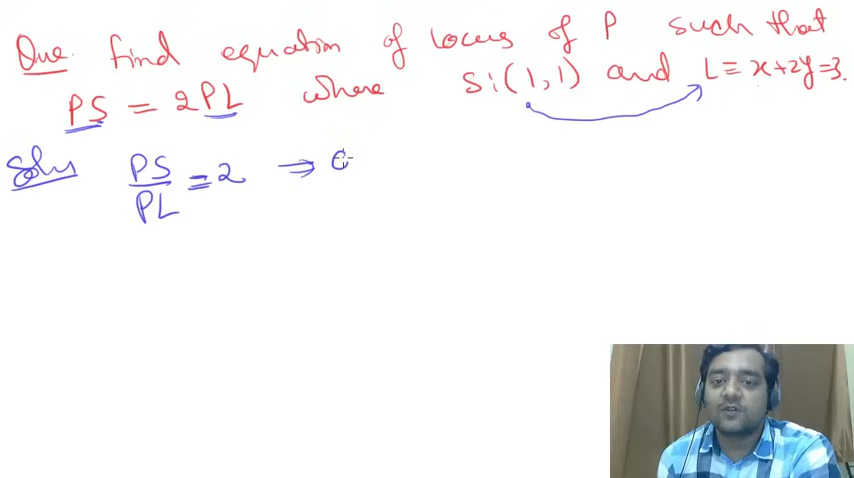 Que. find equation of locus of P such that
PS = 2PL where S:(1,1) and L ≡ x+2y=3.
Soln PS/PL = 2 ⇒ e